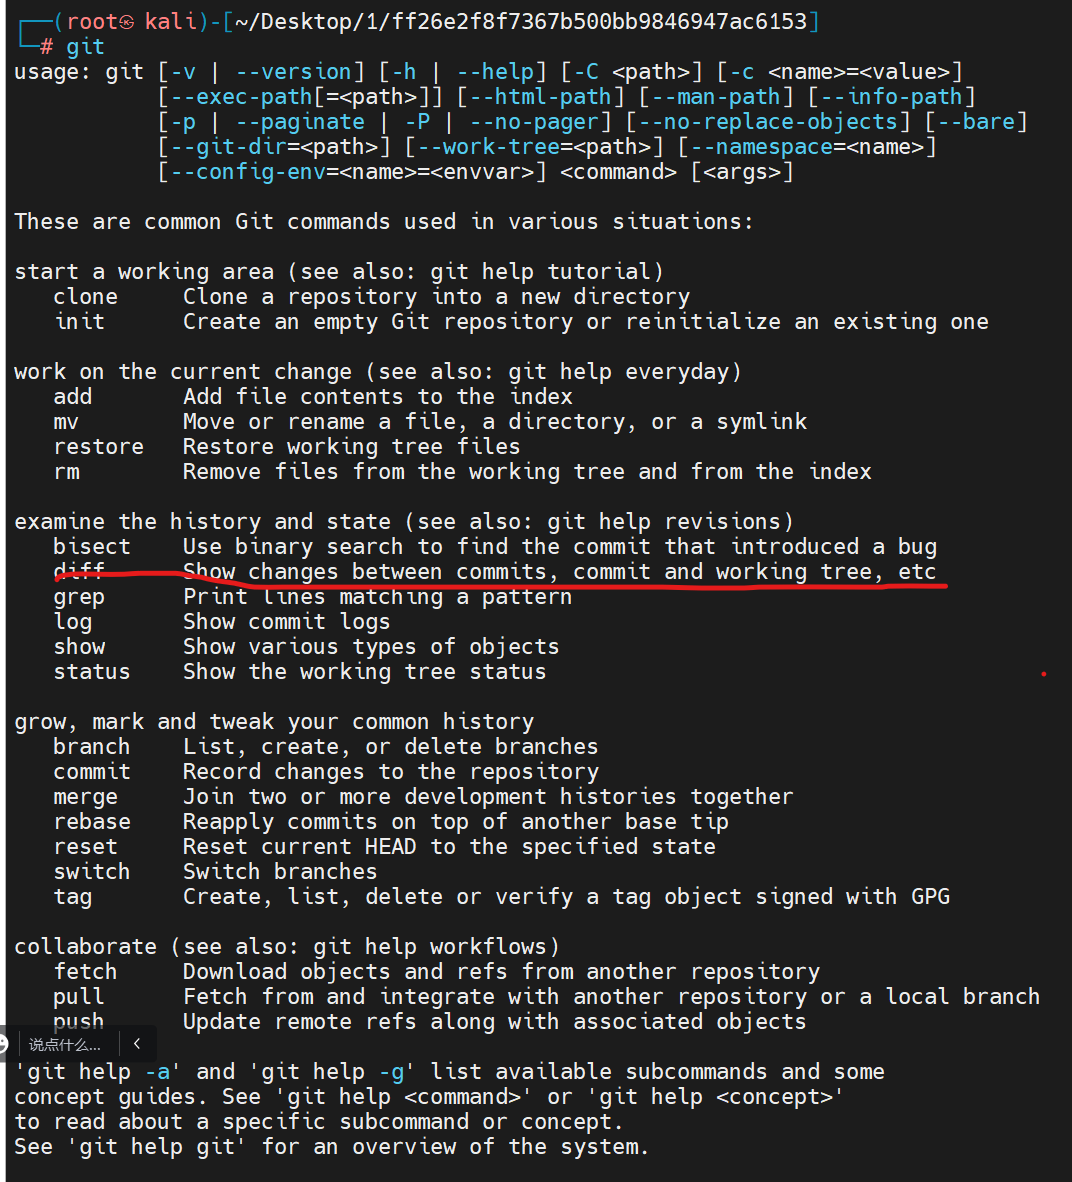 ┌──(root㉿kali)-[~/Desktop/1/ff26e2f8f7367b500bb9846947ac6153]
└─# git
usage: git [-v | --version] [-h | --help] [-C <path>] [-c <name>=<value>]
           [--exec-path[=<path>]] [--html-path] [--man-path] [--info-path]
           [-p | --paginate | -P | --no-pager] [--no-replace-objects] [--bare]
           [--git-dir=<path>] [--work-tree=<path>] [--namespace=<name>]
           [--config-env=<name>=<envvar>] <command> [<args>]

These are common Git commands used in various situations:

start a working area (see also: git help tutorial)
   clone     Clone a repository into a new directory
   init      Create an empty Git repository or reinitialize an existing one

work on the current change (see also: git help everyday)
   add       Add file contents to the index
   mv        Move or rename a file, a directory, or a symlink
   restore   Restore working tree files
   rm        Remove files from the working tree and from the index

examine the history and state (see also: git help revisions)
   bisect    Use binary search to find the commit that introduced a bug
   diff      Show changes between commits, commit and working tree, etc
   grep      Print lines matching a pattern
   log       Show commit logs
   show      Show various types of objects
   status    Show the working tree status

grow, mark and tweak your common history
   branch    List, create, or delete branches
   commit    Record changes to the repository
   merge     Join two or more development histories together
   rebase    Reapply commits on top of another base tip
   reset     Reset current HEAD to the specified state
   switch    Switch branches
   tag       Create, list, delete or verify a tag object signed with GPG

collaborate (see also: git help workflows)
   fetch     Download objects and refs from another repository
   pull      Fetch from and integrate with another repository or a local branch
   push      Update remote refs along with associated objects
说点什么...
'git help -a' and 'git help -g' list available subcommands and some
concept guides. See 'git help <command>' or 'git help <concept>'
to read about a specific subcommand or concept.
See 'git help git' for an overview of the system.